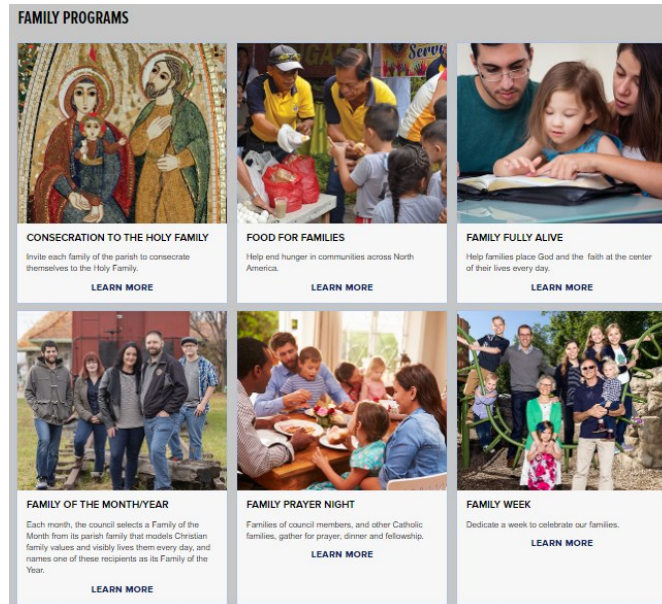 FAMILY PROGRAMS
CONSECRATION TO THE HOLY FAMILY
Invite each family of the parish to consecrate
themselves to the Holy Family.
LEARN MORE
FOOD FOR FAMILIES
Help end hunger in communities across North
America.
LEARN MORE
FAMILY FULLY ALIVE
Help families place God and the faith at the center
of their lives every day.
LEARN MORE
FAMILY OF THE MONTH/YEAR
Each month, the council selects a Family of the
Month from its parish family that models Christian
family values and visibly lives them every day, and
names one of these recipients as its Family of the
Year.
LEARN MORE
FAMILY PRAYER NIGHT
Families of council members, and other Catholic
families, gather for prayer, dinner and fellowship.
LEARN MORE
FAMILY WEEK
Dedicate a week to celebrate our families.
LEARN MORE